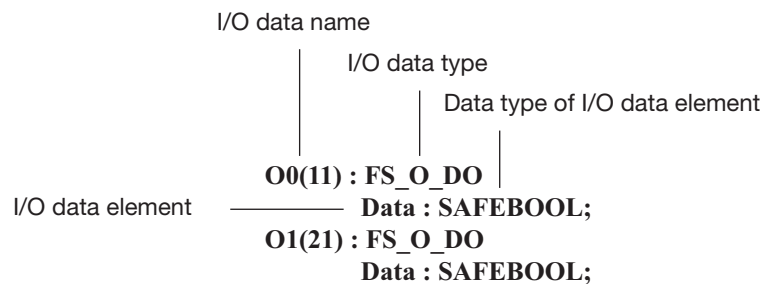 I/O data name
I/O data type
Data type of I/O data element
O0(11) : FS_O_DO
I/O data element
Data : SAFEBOOL;
O1(21) : FS_O_DO
Data : SAFEBOOL;